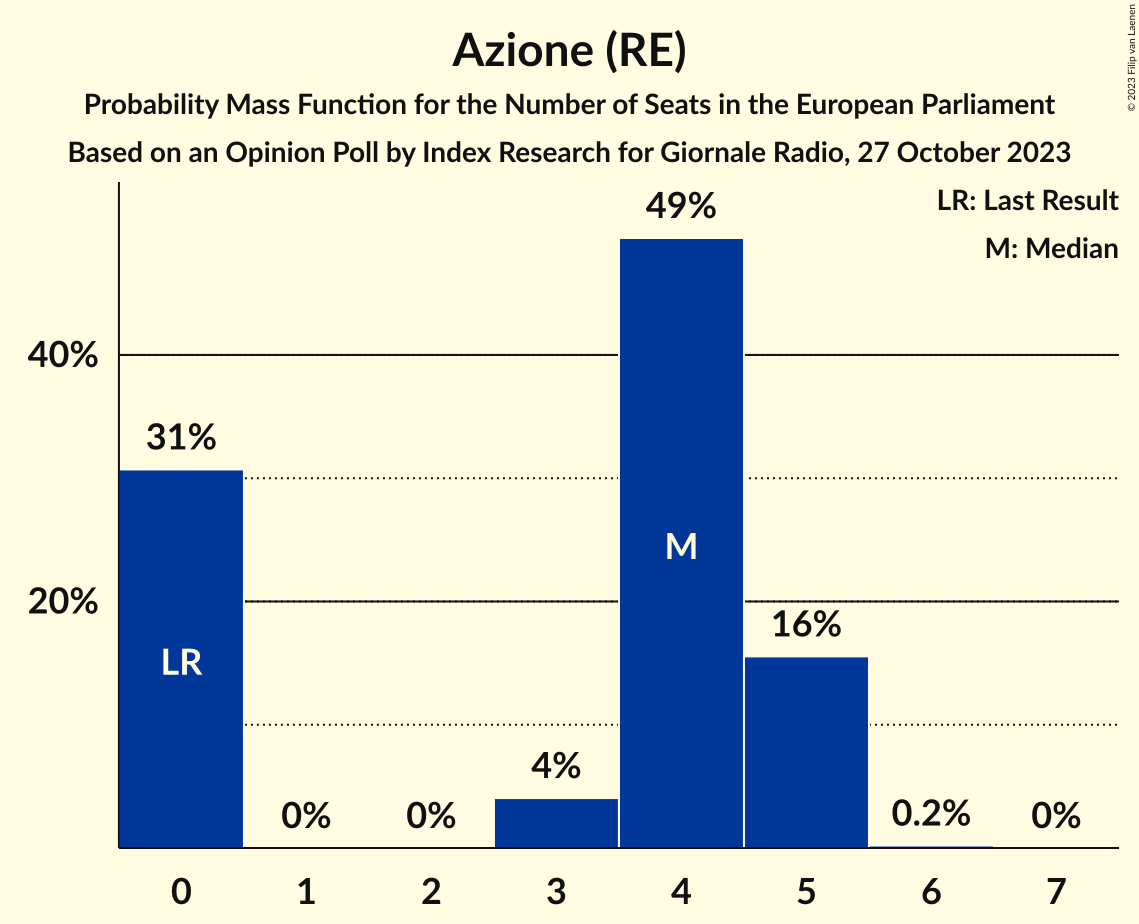 Azione (RE)
Probability Mass Function for the Number of Seats in the European Parliament
Based on an Opinion Poll by Index Research for Giornale Radio, 27 October 2023
© 2023 Filip van Laenen
LR: Last Result
M: Median
49%
40%
31%
M
20%
16%
LR
4%
0%
0%
0.2%
0%
0 1 2 3 4 5 6 7